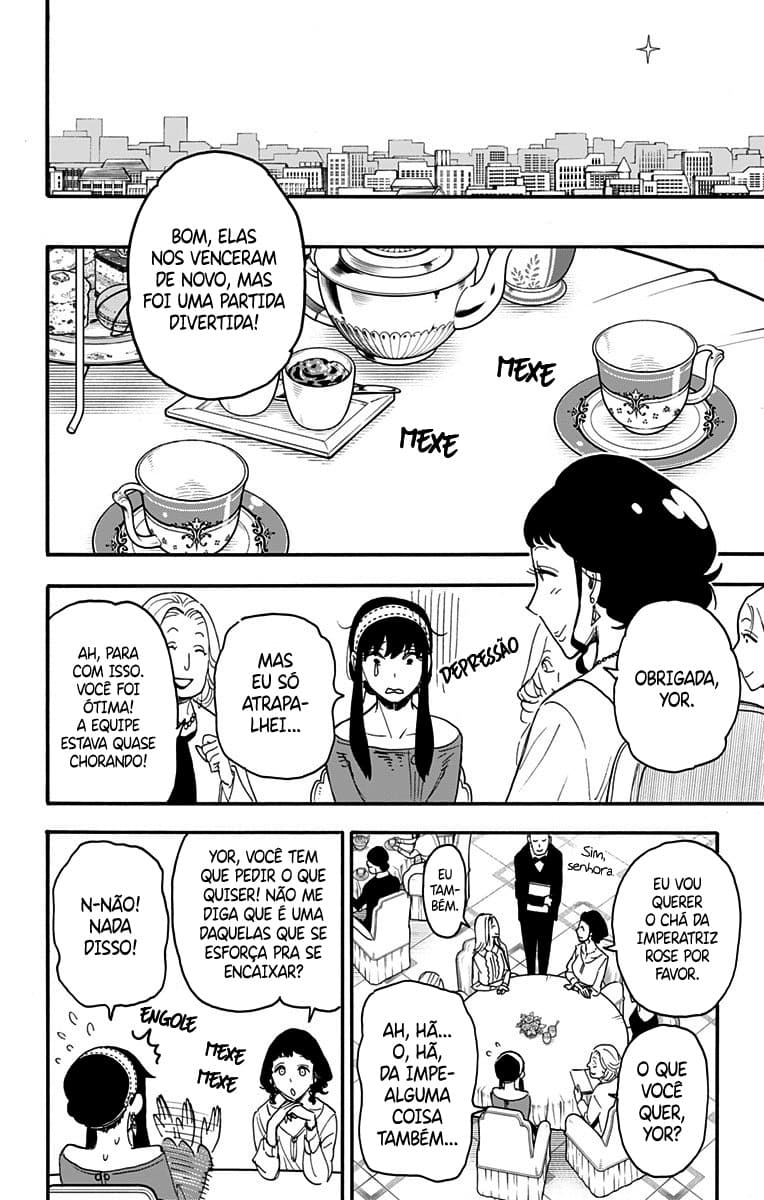 BOM, ELAS
NOS VENCERAM
DE NOVO, MAS
FOI UMA PARTIDA
DIVERTIDA!
MEXE
MEXE
OBRIGADA,
YOR.
DEPRESSÃO
MAS
EU SÓ
ATRAPA-
LHEI...
AH, PARA
COM ISSO.
VOCÊ FOI
ÓTIMA!
A EQUIPE
ESTAVA QUASE
CHORANDO!
EU VOU
QUERER
O CHÁ DA
IMPERATRIZ
ROSE POR
FAVOR.
Sim,
senhora.
EU
TAM-
BÉM.
O QUE
VOCÊ
QUER,
YOR?
AH, HÃ...
O, HÃ,
DA IMPE-
ALGUMA
COISA
TAMBÉM...
YOR, VOCÊ TEM
QUE PEDIR O QUE
QUISER! NÃO ME
DIGA QUE É UMA
DAQUELAS QUE SE
ESFORÇA PRA SE
ENCAIXAR?
N-NÃO!
NADA
DISSO!
ENGOLE
MEXE
MEXE